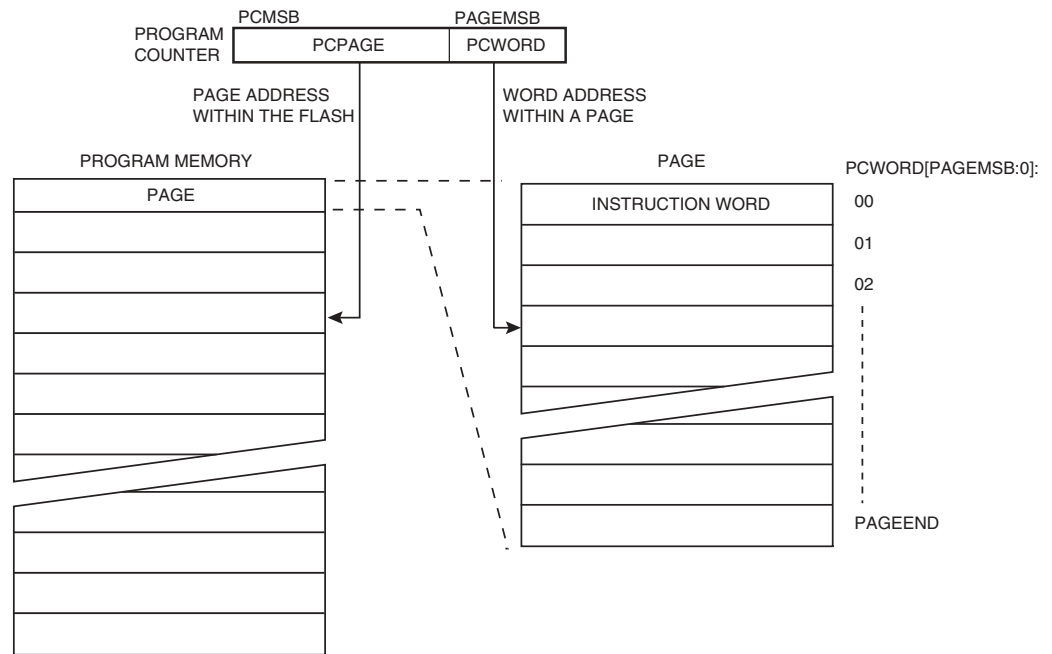 PCMSB PAGEMSB
PROGRAM
COUNTER
PCPAGE PCWORD
PAGE ADDRESS
WITHIN THE FLASH
WORD ADDRESS
WITHIN A PAGE
PROGRAM MEMORY
PAGE
PAGE
INSTRUCTION WORD
PCWORD[PAGEMSB:0]:
00
01
02
PAGEEND